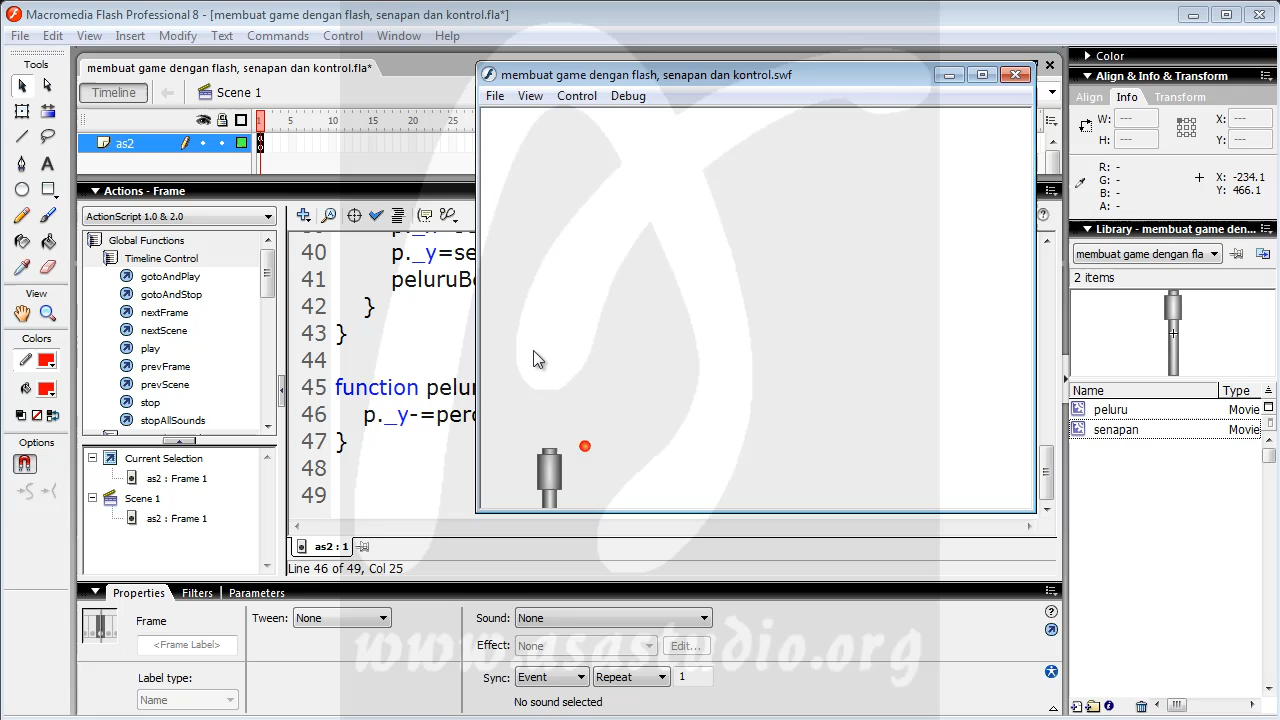 Macromedia Flash Professional 8 - [membuat game dengan flash, senapan dan kontrol.fla*]
File Edit View Insert Modify Text Commands Control Window Help
Tools
View
Colors
Options
membuat game dengan flash, senapan dan kontrol.fla*
Timeline
Scene 1
1 5 10 15 20 25
as2
Actions - Frame
ActionScript 1.0 & 2.0
Global Functions
Timeline Control
gotoAndPlay
gotoAndStop
nextFrame
nextScene
play
prevFrame
prevScene
stop
stopAllSounds
Current Selection
as2 : Frame 1
Scene 1
as2 : Frame 1
40 p._y=se
41 peluruBe
42 }
43 }
44
45 function pelur
46 p._y-=perc
47 }
48
49
as2 : 1
Line 46 of 49, Col 25
membuat game dengan flash, senapan dan kontrol.swf
File View Control Debug
Properties Filters Parameters
Frame
<Frame Label>
Label type:
Name
Tween: None
Sound: None
Effect: None Edit...
Sync: Event Repeat 1
No sound selected
www.asastudio.org
Color
Align & Info & Transform
Align Info Transform
W: --- X: ---
H: --- Y: ---
R: -
G: -
B: -
A: -
X: -234.1
Y: 466.1
Library - membuat game den...
membuat game dengan fla
2 items
Name Type
peluru Movie
senapan Movie